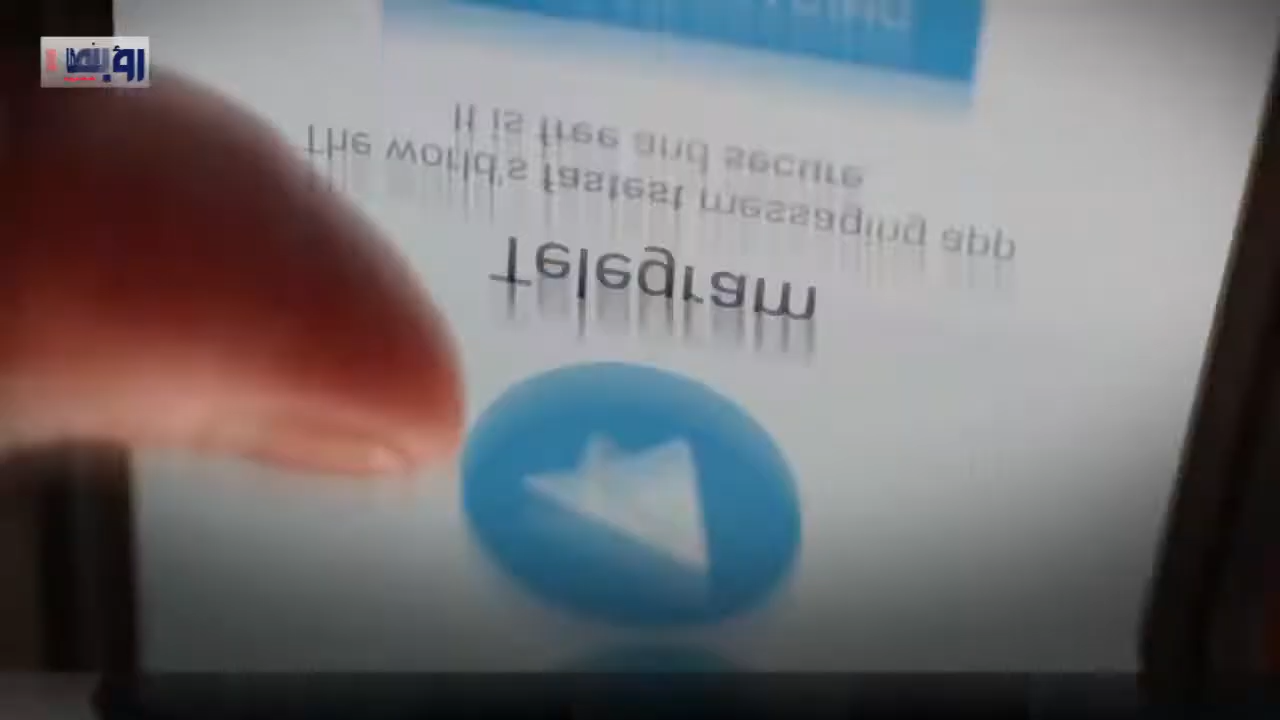 Telegram
The world's fastest messaging app
It is free and secure